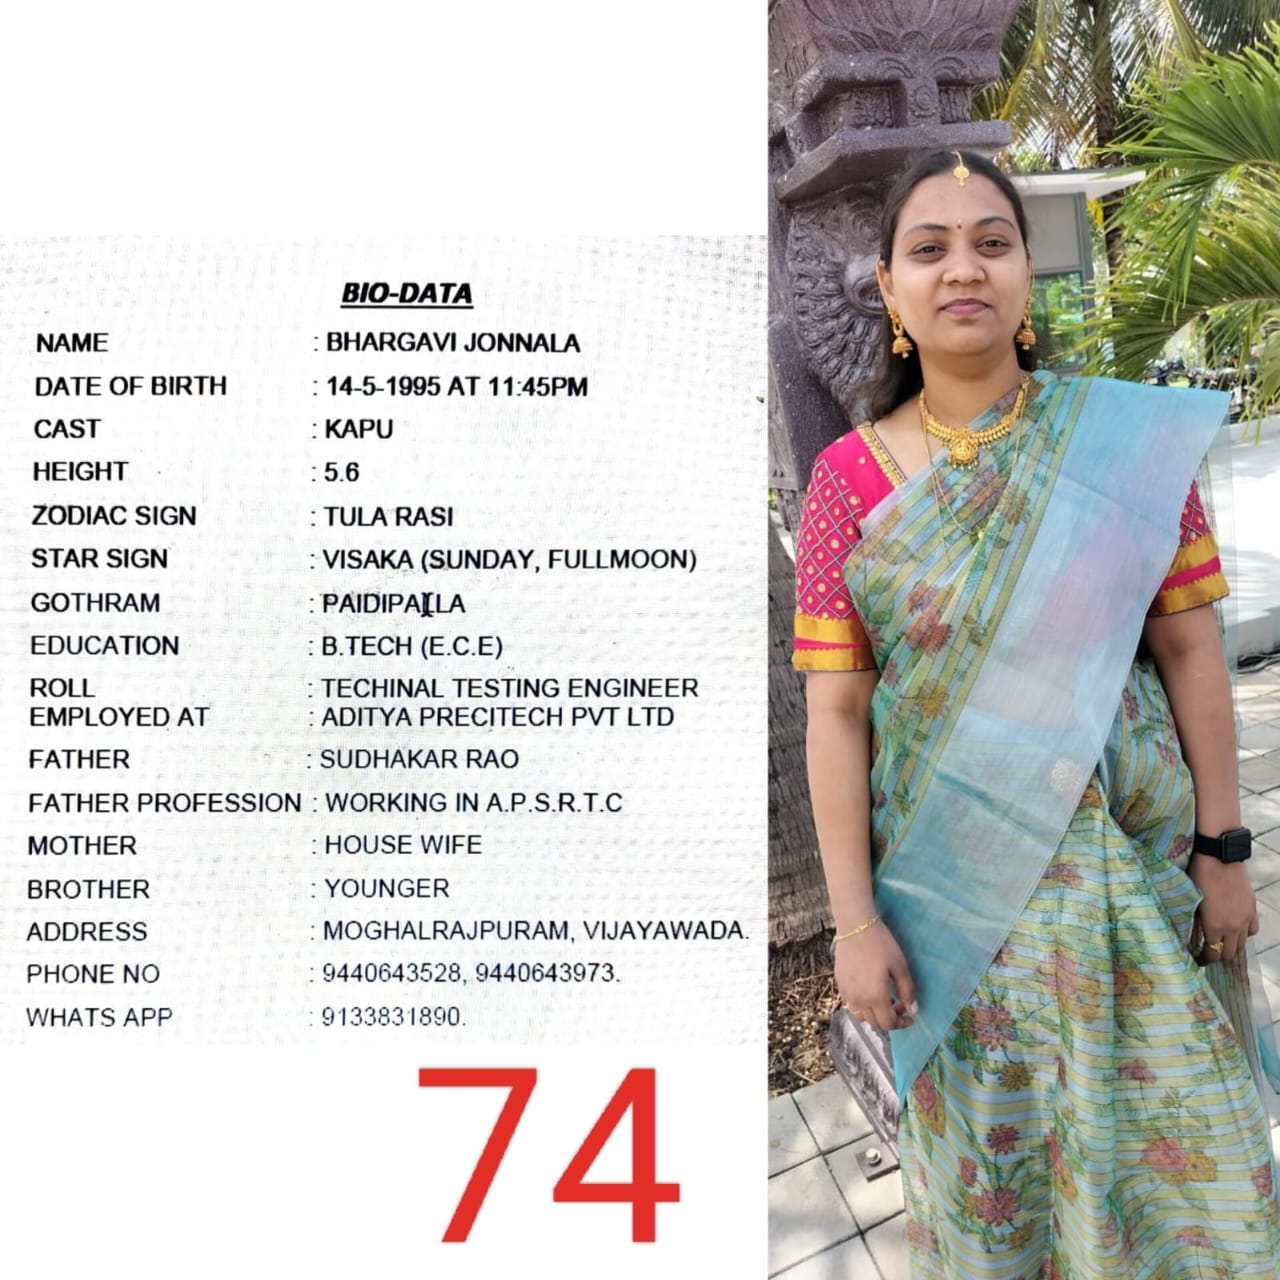 BIO-DATA
NAME : BHARGAVI JONNALA
DATE OF BIRTH : 14-5-1995 AT 11:45PM
CAST : KAPU
HEIGHT : 5.6
ZODIAC SIGN : TULA RASI
STAR SIGN : VISAKA (SUNDAY, FULLMOON)
GOTHRAM : PAIDIPALLA
EDUCATION : B.TECH (E.C.E)
ROLL : TECHINAL TESTING ENGINEER
EMPLOYED AT : ADITYA PRECITECH PVT LTD
FATHER : SUDHAKAR RAO
FATHER PROFESSION : WORKING IN A.P.S.R.T.C
MOTHER : HOUSE WIFE
BROTHER : YOUNGER
ADDRESS : MOGHALRAJPURAM, VIJAYAWADA.
PHONE NO : 9440643528, 9440643973.
WHATS APP : 9133831890.
74